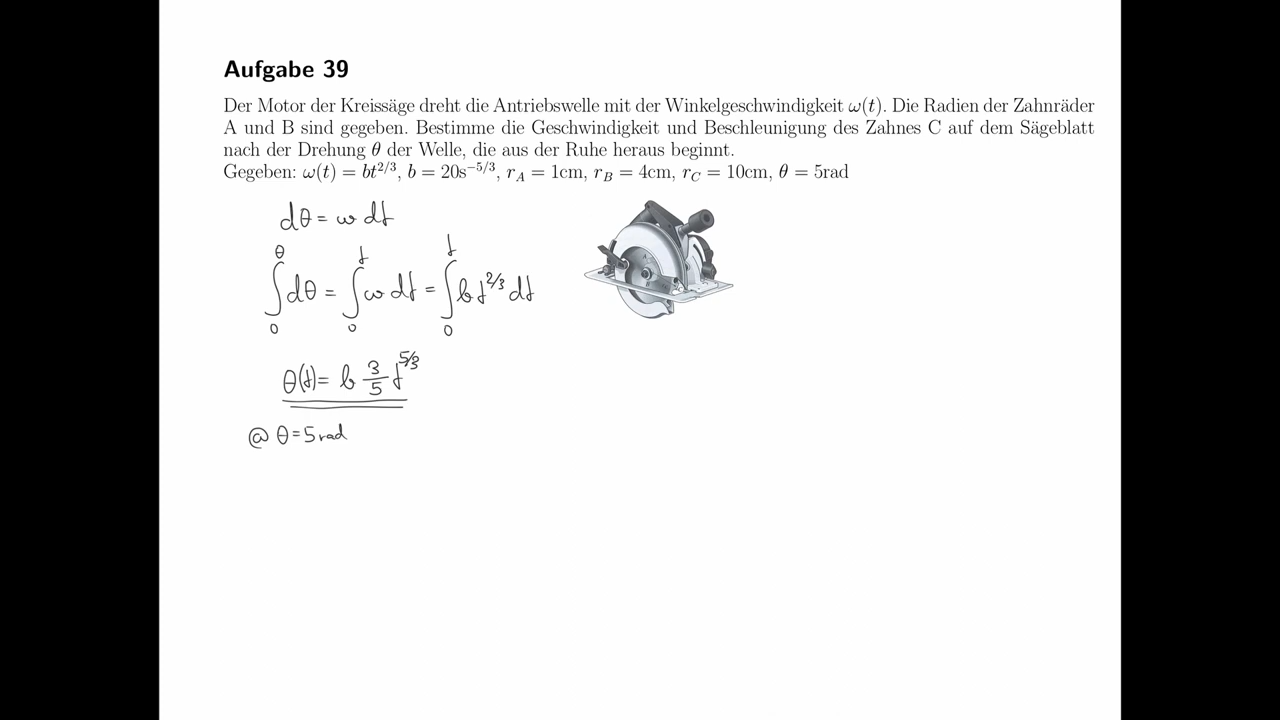 Aufgabe 39
Der Motor der Kreissäge dreht die Antriebswelle mit der Winkelgeschwindigkeit ω(t). Die Radien der Zahnräder
A und B sind gegeben. Bestimme die Geschwindigkeit und Beschleunigung des Zahnes C auf dem Sägeblatt
nach der Drehung θ der Welle, die aus der Ruhe heraus beginnt.
Gegeben: ω(t) = bt^{2/3}, b = 20s^{−5/3}, r_A = 1cm, r_B = 4cm, r_C = 10cm, θ = 5rad
dθ = ω dt
∫_0^θ dθ = ∫_0^t ω dt = ∫_0^t b t^{2/3} dt
θ(t) = b 3/5 t^{5/3}
@ θ = 5 rad